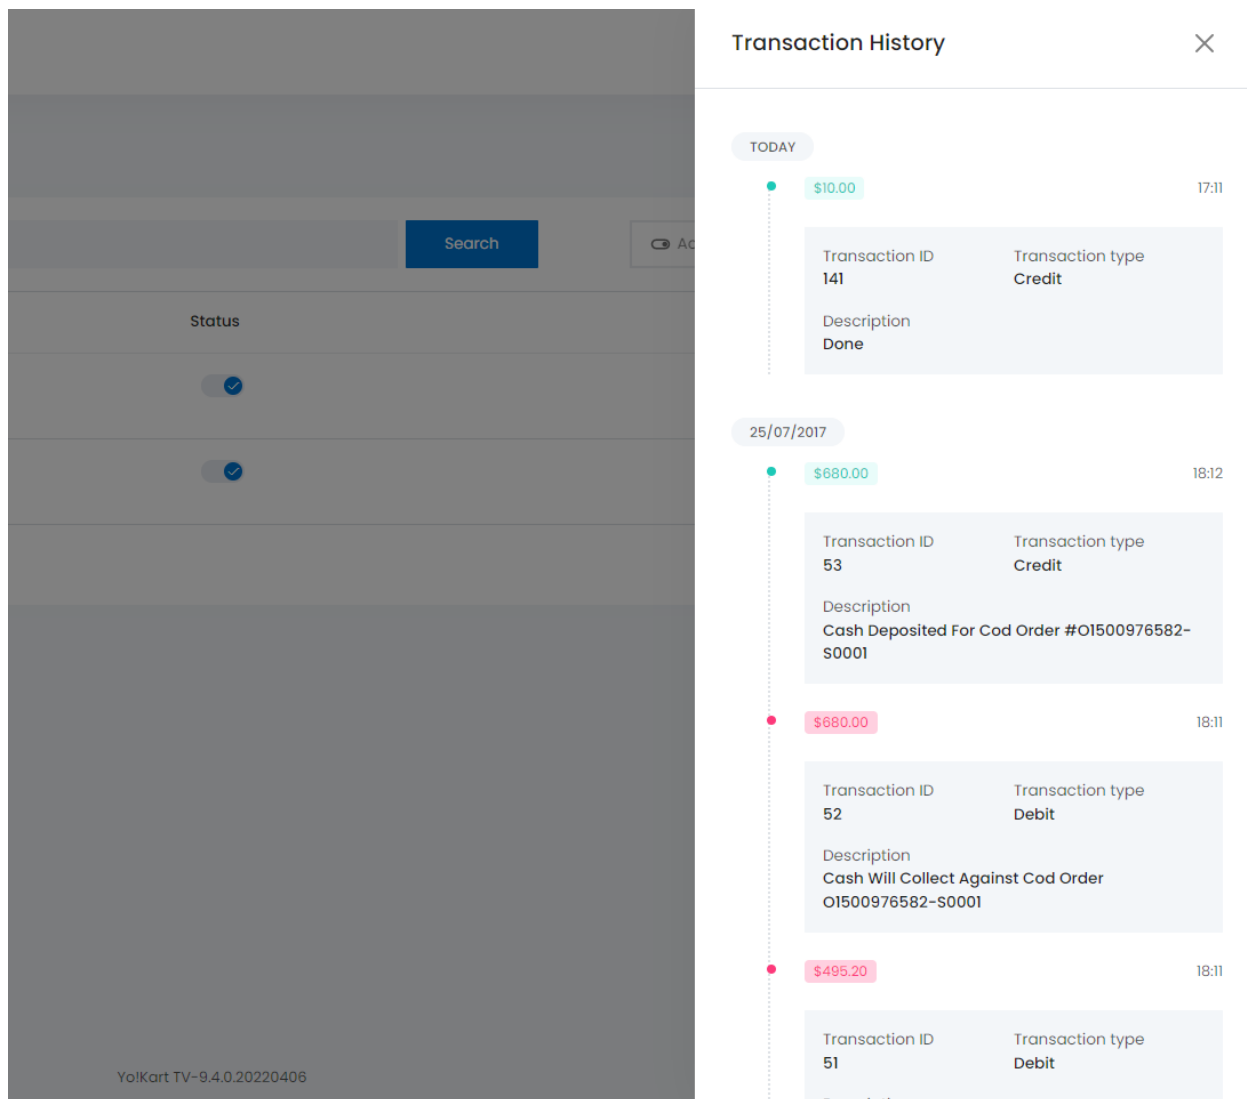 Transaction History
TODAY
$10.00 17:11
Transaction ID Transaction type
141 Credit
Description
Done
25/07/2017
$680.00 18:12
Transaction ID Transaction type
53 Credit
Description
Cash Deposited For Cod Order #O1500976582-
S0001
$680.00 18:11
Transaction ID Transaction type
52 Debit
Description
Cash Will Collect Against Cod Order
O1500976582-S0001
$495.20 18:11
Transaction ID Transaction type
51 Debit
Search
Status
Yo!Kart TV-9.4.0.20220406